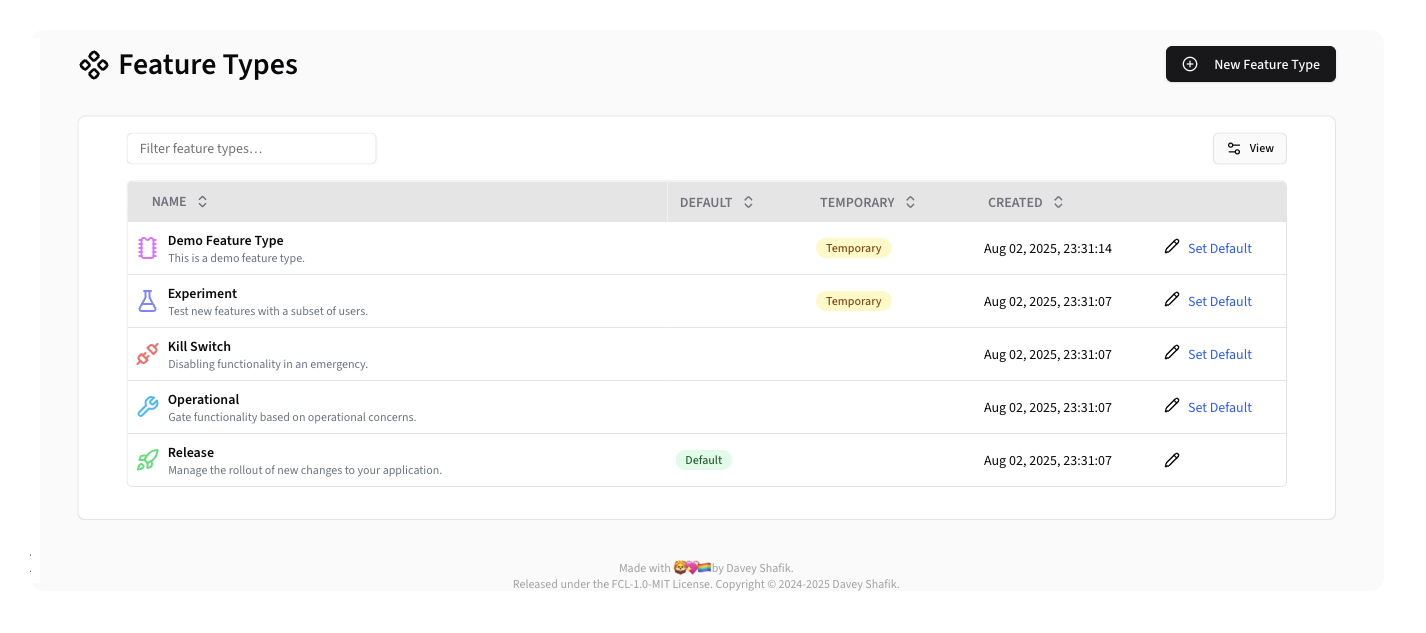 Feature Types
New Feature Type
Filter feature types...
View
NAME DEFAULT TEMPORARY CREATED
Demo Feature Type
This is a demo feature type.
Temporary Aug 02, 2025, 23:31:14 Set Default
Experiment
Test new features with a subset of users.
Temporary Aug 02, 2025, 23:31:07 Set Default
Kill Switch
Disabling functionality in an emergency.
Aug 02, 2025, 23:31:07 Set Default
Operational
Gate functionality based on operational concerns.
Aug 02, 2025, 23:31:07 Set Default
Release
Manage the rollout of new changes to your application.
Default Aug 02, 2025, 23:31:07
Made with 🦁💖🏳️‍🌈 by Davey Shafik.
Released under the FCL-1.0-MIT License. Copyright © 2024-2025 Davey Shafik.